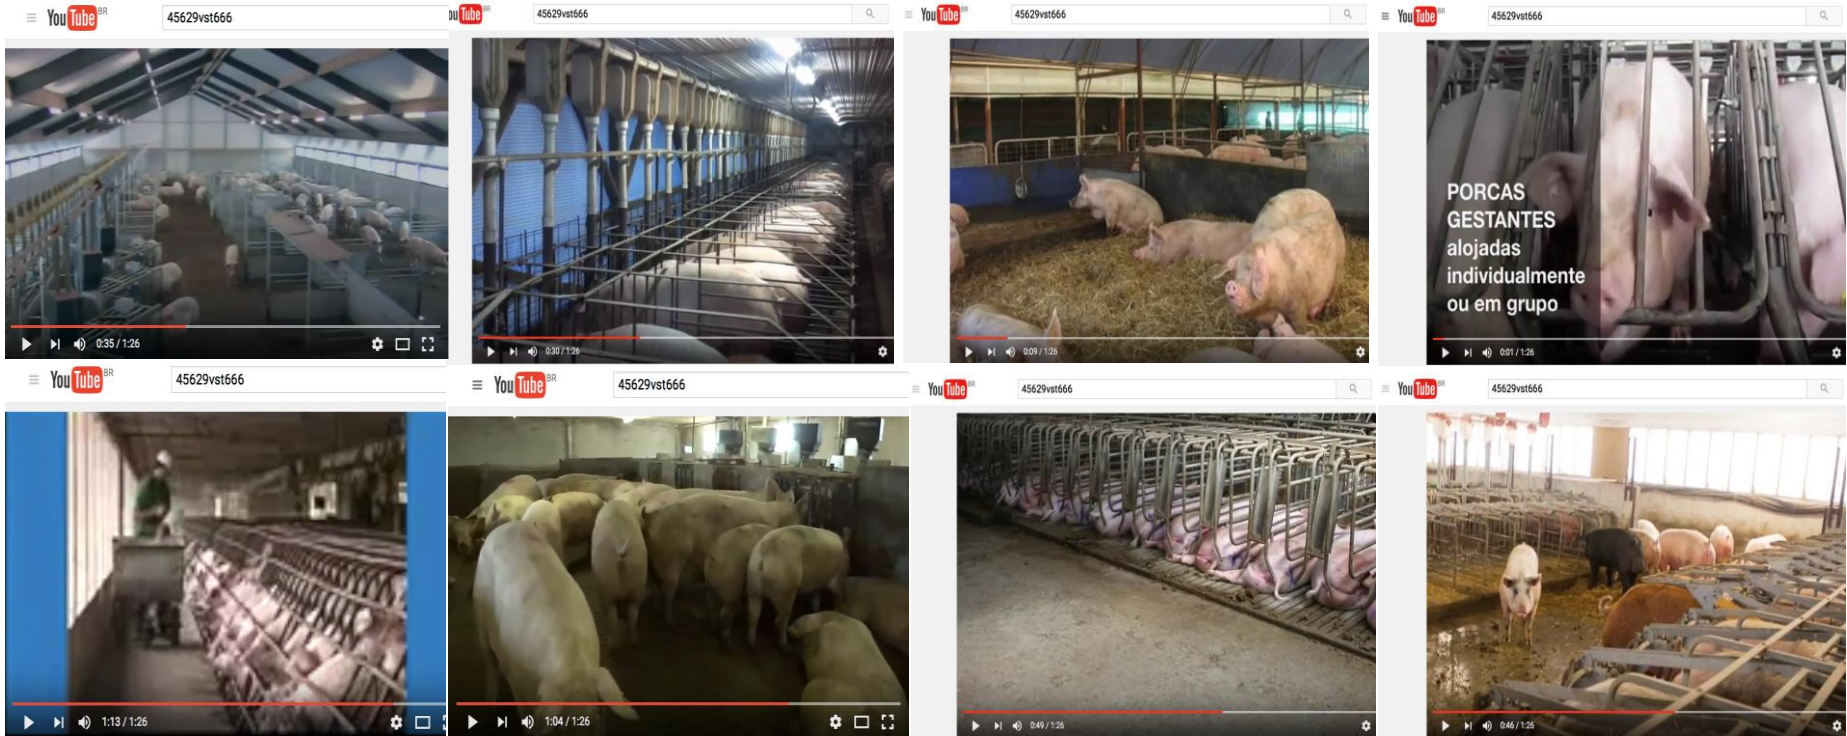 YouTube BR
45629vst666
ouTube BR
45629vst666
YouTube BR
45629vst666
YouTube BR
45629vst666
PORCAS
GESTANTES
alojadas
individualmente
ou em grupo
0:35 / 1:26
0:30 / 1:26
0:09 / 1:26
0:01 / 1:26
YouTube BR
45629vst666
YouTube BR
45629vst666
YouTube BR
45629vst666
YouTube BR
45629vst666
1:13 / 1:26
1:04 / 1:26
0:49 / 1:26
0:46 / 1:26